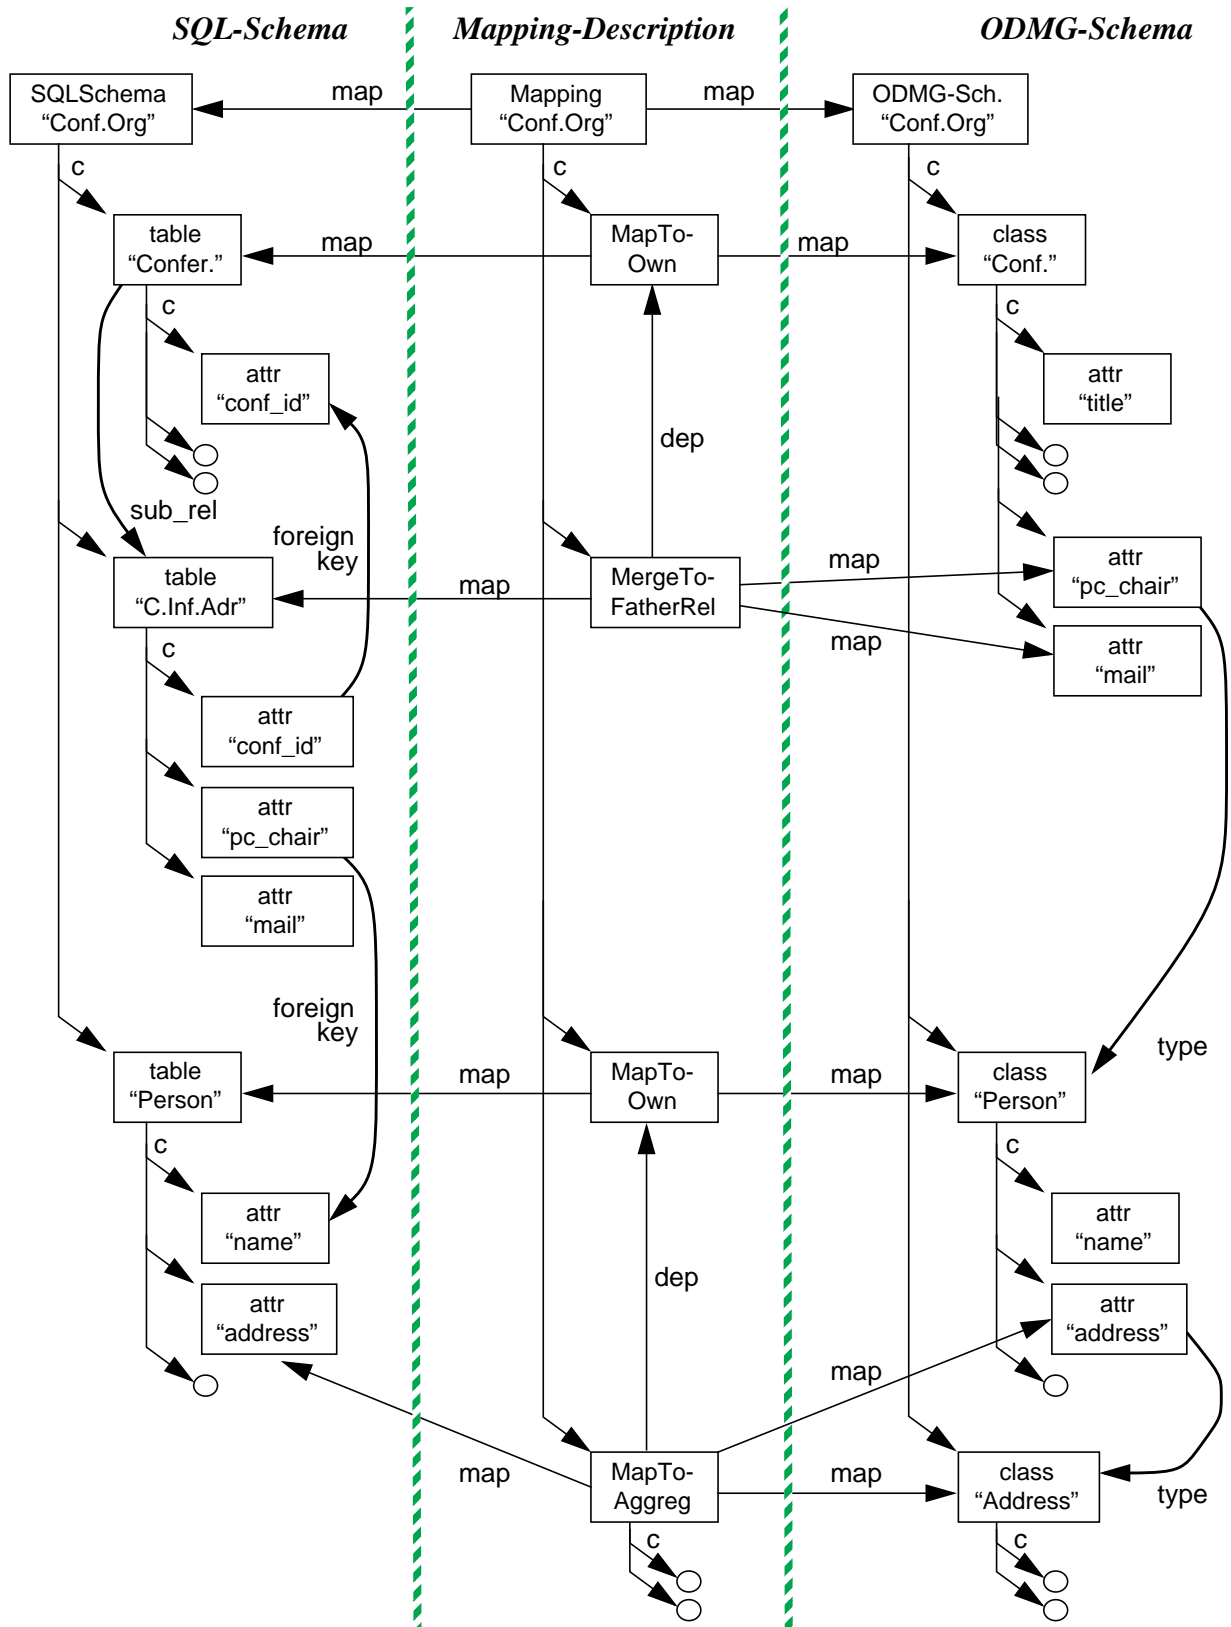 SQL-Schema Mapping-Description ODMG-Schema
SQLSchema
“Conf.Org”
map
Mapping
“Conf.Org”
map
ODMG-Sch.
“Conf.Org”
c
c
c
table
“Confer.”
map
MapTo-
Own
map
class
“Conf.”
c
c
attr
“conf_id”
attr
“title”
dep
sub_rel
foreign
key
table
“C.Inf.Adr”
map
MergeTo-
FatherRel
map
map
attr
“pc_chair”
attr
“mail”
c
attr
“conf_id”
attr
“pc_chair”
attr
“mail”
foreign
key
type
table
“Person”
map
MapTo-
Own
map
class
“Person”
c
c
attr
“name”
attr
“name”
dep
attr
“address”
attr
“address”
map
map
MapTo-
Aggreg
map
class
“Address”
type
c
c